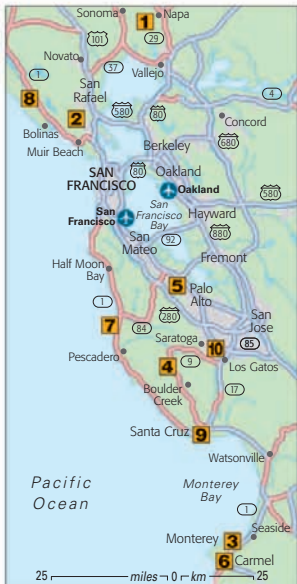 Sonoma
1
Napa
101
29
Novato
37
Vallejo
1
San
Rafael
4
8
580
80
2
Concord
Bolinas
680
Muir Beach
Berkeley
80
SAN
FRANCISCO
Oakland
Oakland
580
San
Francisco
San
Francisco
Bay
Hayward
92
880
San
Mateo
Fremont
Half Moon
Bay
5
Palo
Alto
1
280
San
Jose
7
84
Saratoga
10
85
Pescadero
4
9
Los Gatos
Boulder
Creek
17
Santa Cruz
9
Watsonville
Pacific
Ocean
Monterey
Bay
1
Seaside
Monterey
3
6
Carmel
25
miles
0
km
25